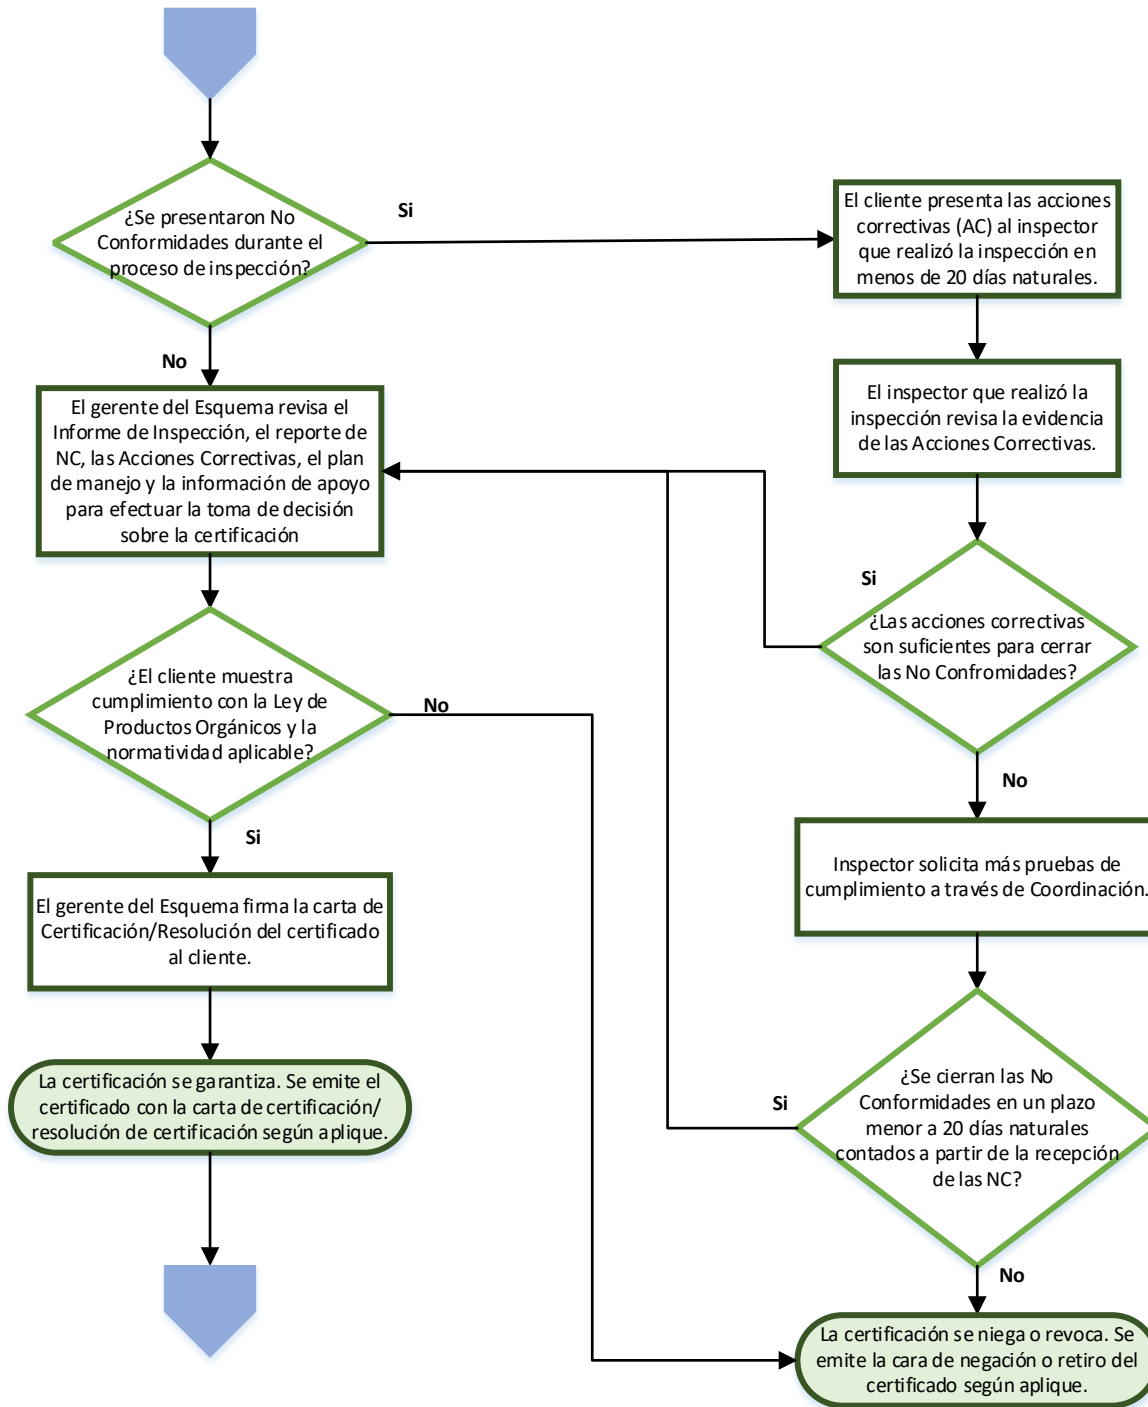 ¿Se presentaron No
Conformidades durante el
proceso de inspección?
Si
No
El cliente presenta las acciones
correctivas (AC) al inspector
que realizó la inspección en
menos de 20 días naturales.
El inspector que realizó la
inspección revisa la evidencia
de las Acciones Correctivas.
El gerente del Esquema revisa el
Informe de Inspección, el reporte de
NC, las Acciones Correctivas, el plan
de manejo y la información de apoyo
para efectuar la toma de decisión
sobre la certificación
Si
¿Las acciones correctivas
son suficientes para cerrar
las No Confromidades?
No
¿El cliente muestra
cumplimiento con la Ley de
Productos Orgánicos y la
normatividad aplicable?
No
Si
Inspector solicita más pruebas de
cumplimiento a través de Coordinación.
El gerente del Esquema firma la carta de
Certificación/Resolución del certificado
al cliente.
La certificación se garantiza. Se emite el
certificado con la carta de certificación/
resolución de certificación según aplique.
Si
¿Se cierran las No
Conformidades en un plazo
menor a 20 días naturales
contados a partir de la recepción
de las NC?
No
La certificación se niega o revoca. Se
emite la cara de negación o retiro del
certificado según aplique.